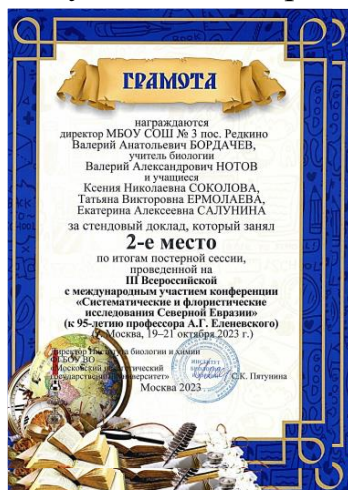 ГРАМОТА
награждаются
директор МБОУ СОШ № 3 пос. Редкино
Валерий Анатольевич БОРДАЧЕВ,
учитель биологии
Валерий Александрович НОТОВ
и учащиеся
Ксения Николаевна СОКОЛОВА,
Татьяна Викторовна ЕРМОЛАЕВА,
Екатерина Алексеевна САЛУНИНА
за стендовый доклад, который занял
2-е место
по итогам постерной сессии,
проведенной на
III Всероссийской
с международным участием конференции
«Систематические и флористические
исследования Северной Евразии»
(к 95-летию профессора А.Г. Еленевского)
(г. Москва, 19–21 октября 2023 г.)
директор Института биологии и химии
ФГБОУ ВО
«Московский педагогический
государственный университет» / С.К. Пятунина
Москва 2023